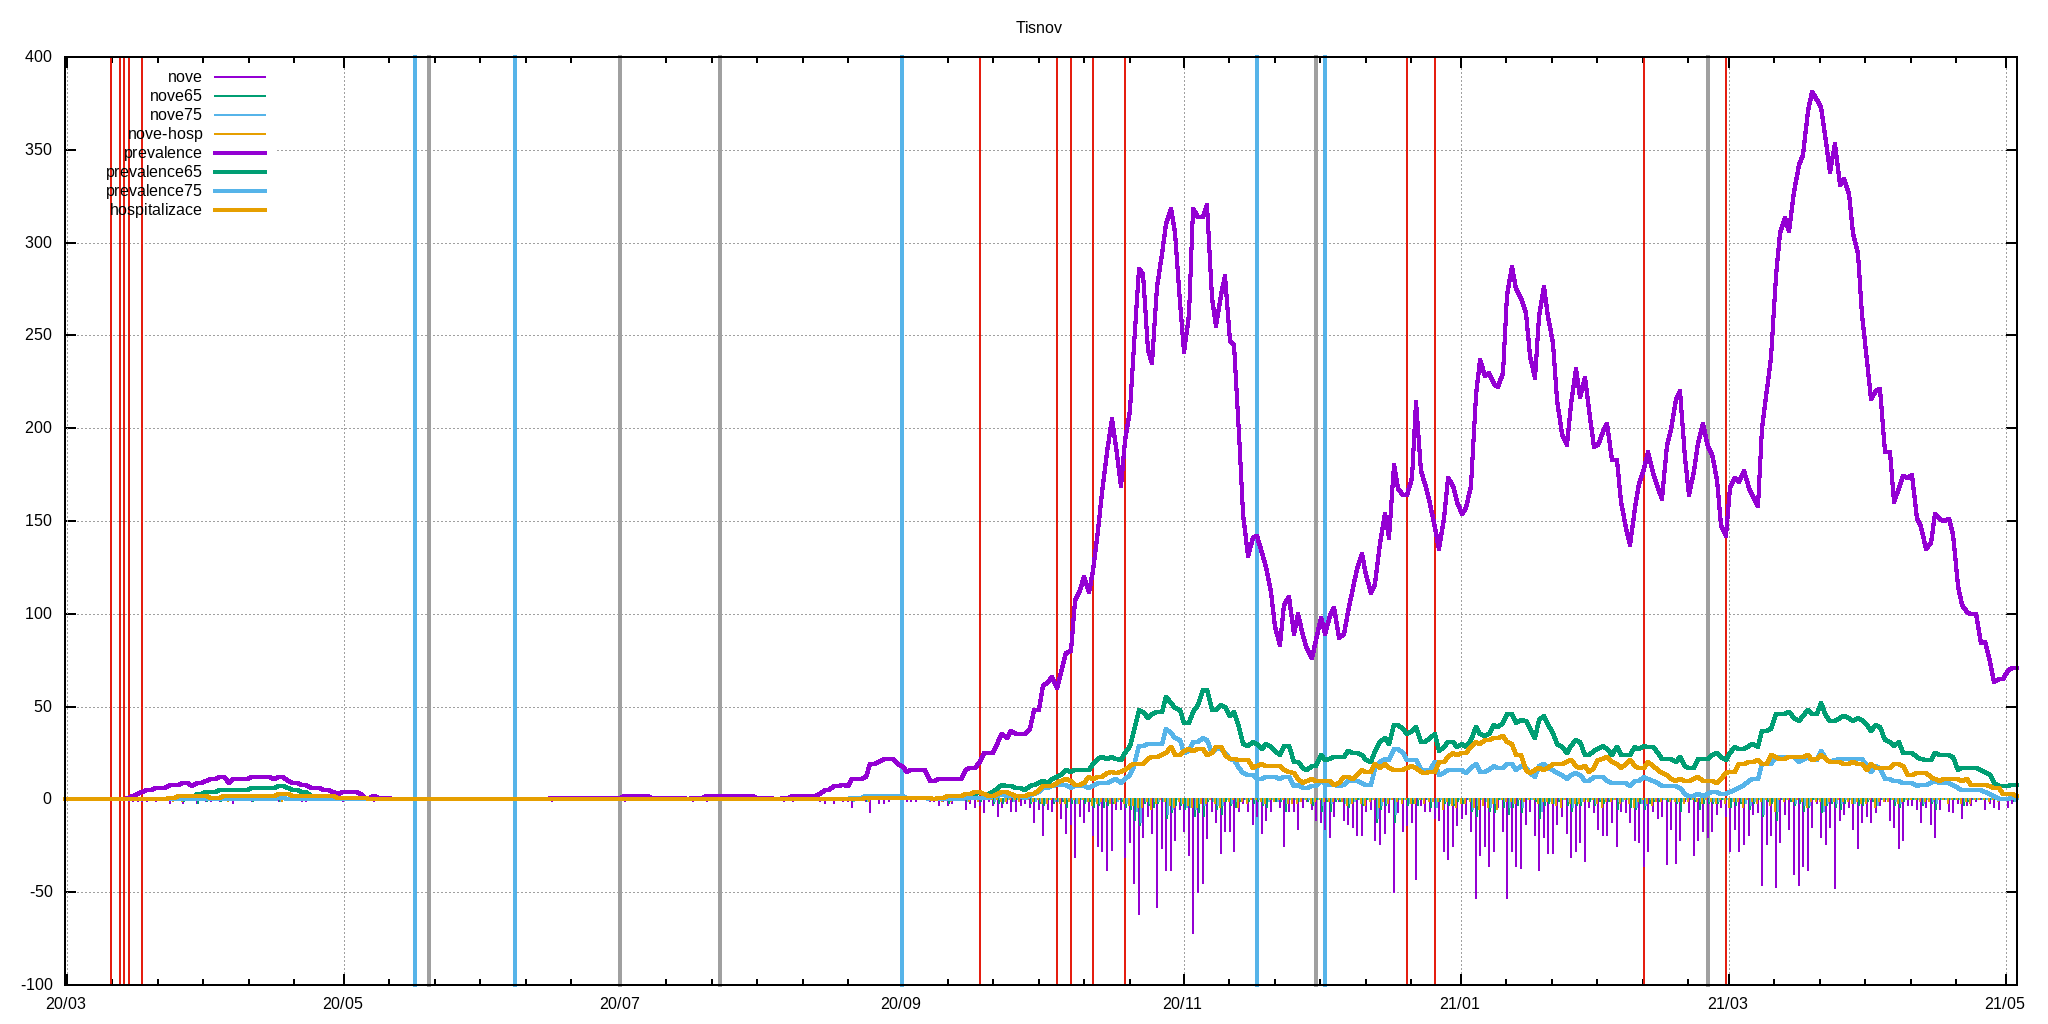 Tisnov
400
350
300
250
200
150
100
50
0
-50
-100
nove
nove65
nove75
nove-hosp
prevalence
prevalence65
prevalence75
hospitalizace
20/03 20/05 20/07 20/09 20/11 21/01 21/03 21/05